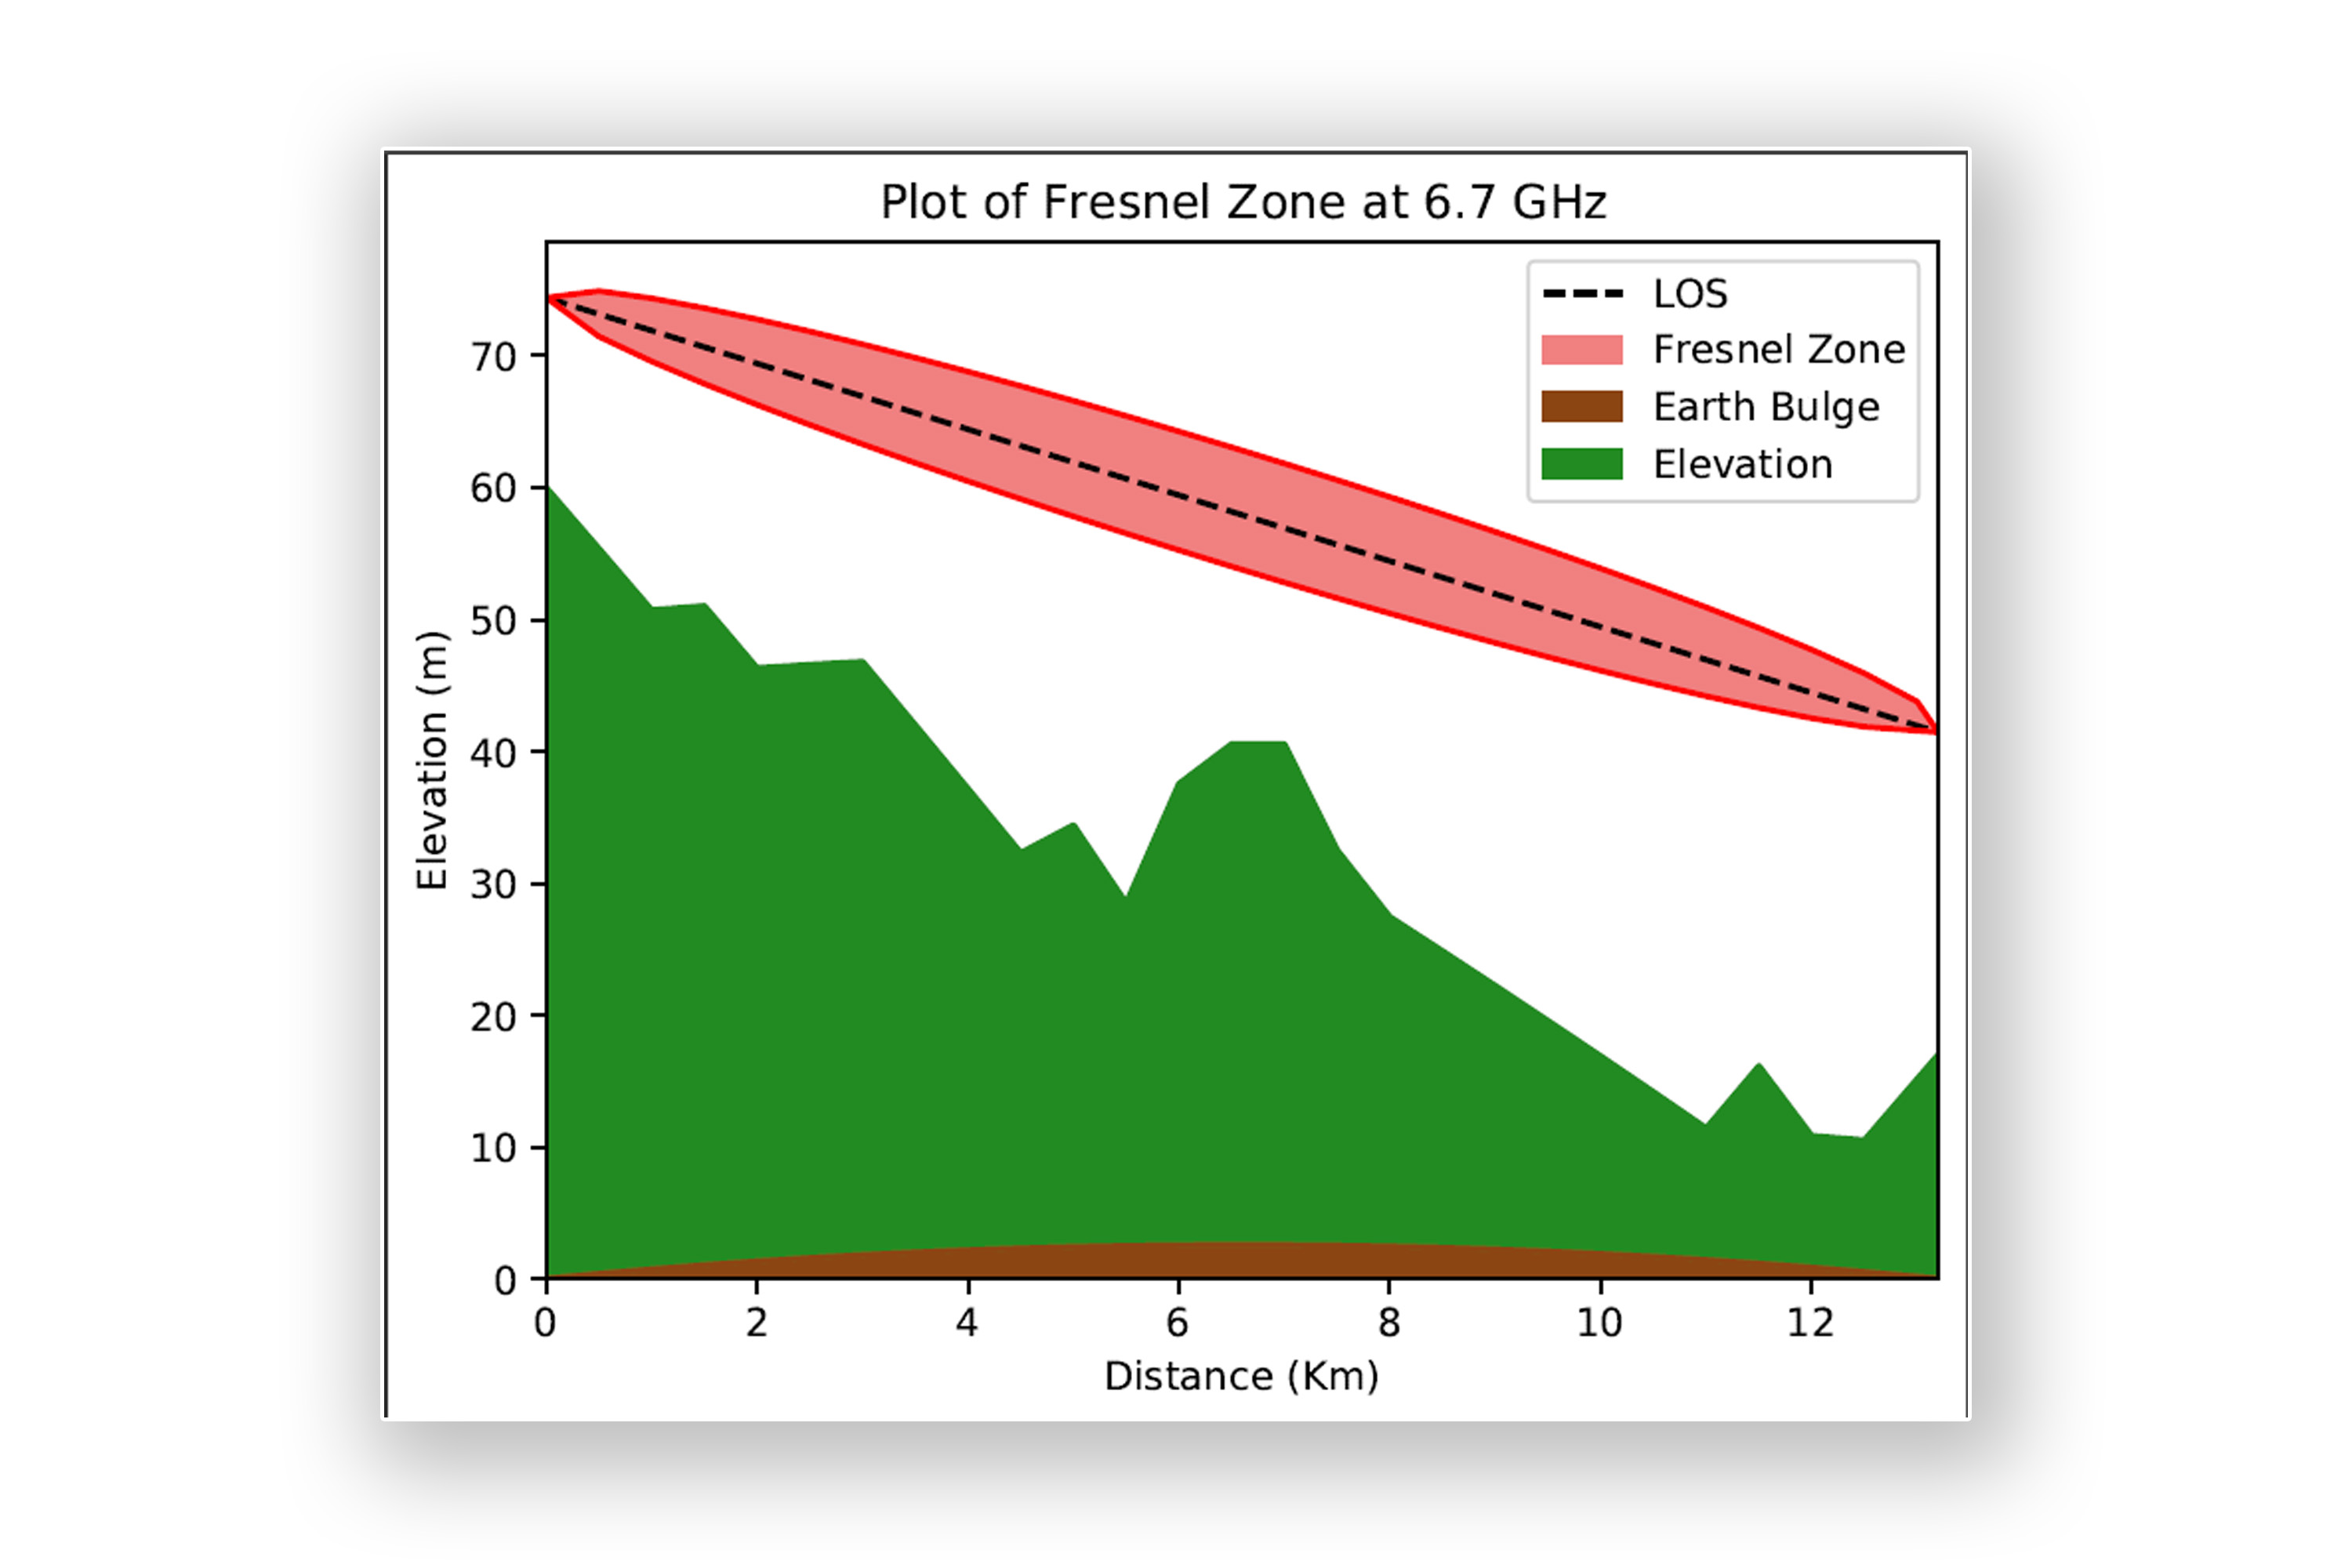 Plot of Fresnel Zone at 6.7 GHz
LOS
Fresnel Zone
Earth Bulge
Elevation
Elevation (m)
70
60
50
40
30
20
10
0
0 2 4 6 8 10 12
Distance (Km)